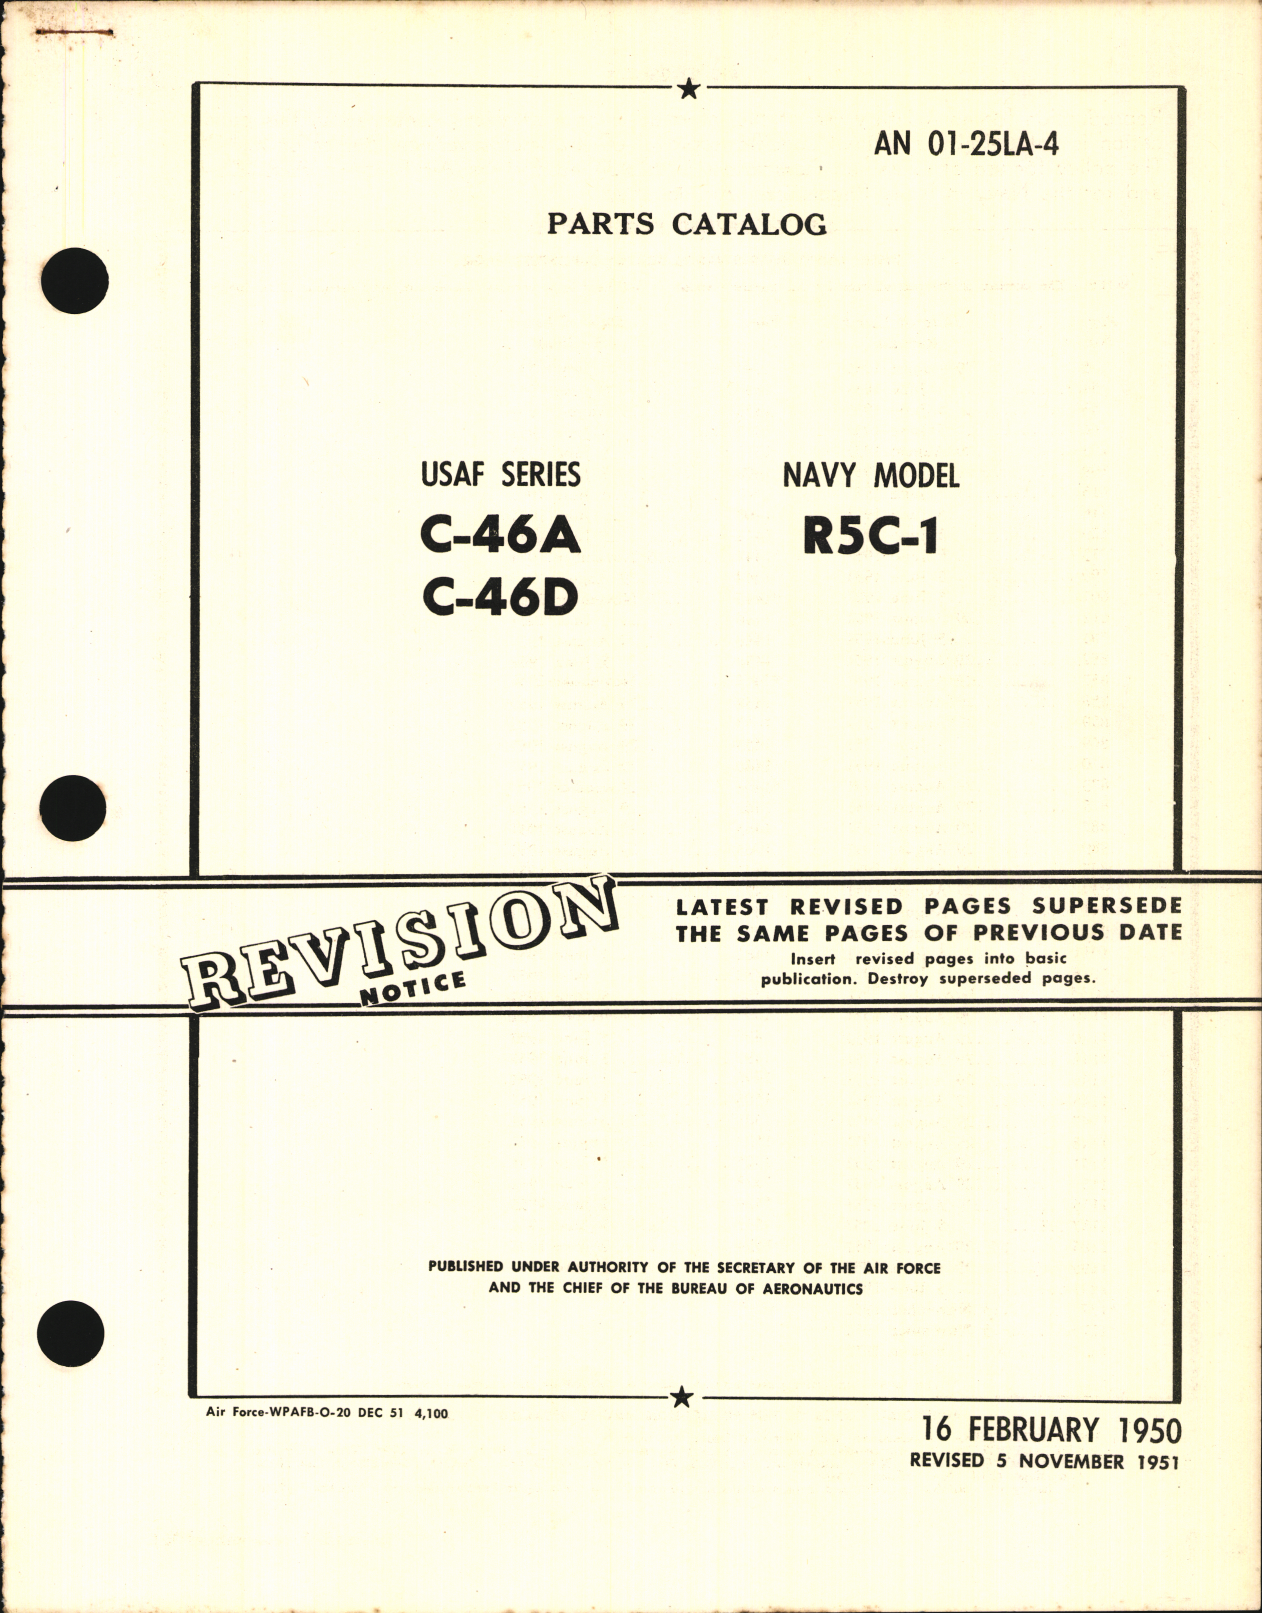 AN 01-25LA-4
PARTS CATALOG
USAF SERIES
C-46A
C-46D
NAVY MODEL
R5C-1
REVISION
NOTICE
LATEST REVISED PAGES SUPERSEDE
THE SAME PAGES OF PREVIOUS DATE
Insert revised pages into basic
publication. Destroy superseded pages.
PUBLISHED UNDER AUTHORITY OF THE SECRETARY OF THE AIR FORCE
AND THE CHIEF OF THE BUREAU OF AERONAUTICS
Air Force-WPAFB-O-20 DEC 51 4,100
16 FEBRUARY 1950
REVISED 5 NOVEMBER 1951